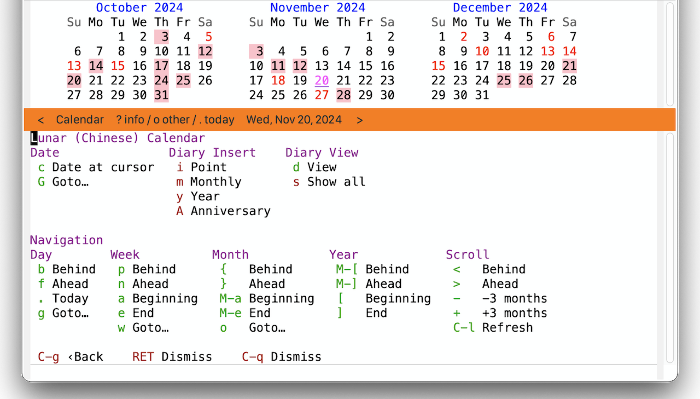 October 2024 November 2024 December 2024
Su Mo Tu We Th Fr Sa Su Mo Tu We Th Fr Sa Su Mo Tu We Th Fr Sa
1 2 3 4 5 1 2 1 2 3 4 5 6 7
6 7 8 9 10 11 12 3 4 5 6 7 8 9 8 9 10 11 12 13 14
13 14 15 16 17 18 19 10 11 12 13 14 15 16 15 16 17 18 19 20 21
20 21 22 23 24 25 26 17 18 19 20 21 22 23 22 23 24 25 26 27 28
27 28 29 30 31 24 25 26 27 28 29 30 29 30 31
< Calendar ? info / o other / . today Wed, Nov 20, 2024 >
Lunar (Chinese) Calendar
Date Diary Insert Diary View
c Date at cursor i Point d View
G Goto… m Monthly s Show all
y Year
A Anniversary
Navigation
Day Week Month Year Scroll
b Behind p Behind { Behind M-[ Behind < Behind
f Ahead n Ahead } Ahead M-] Ahead > Ahead
. Today a Beginning M-a Beginning [ Beginning - -3 months
g Goto… e End M-e End ] End + +3 months
w Goto… o Goto… C-l Refresh
C-g ‹Back RET Dismiss C-q Dismiss